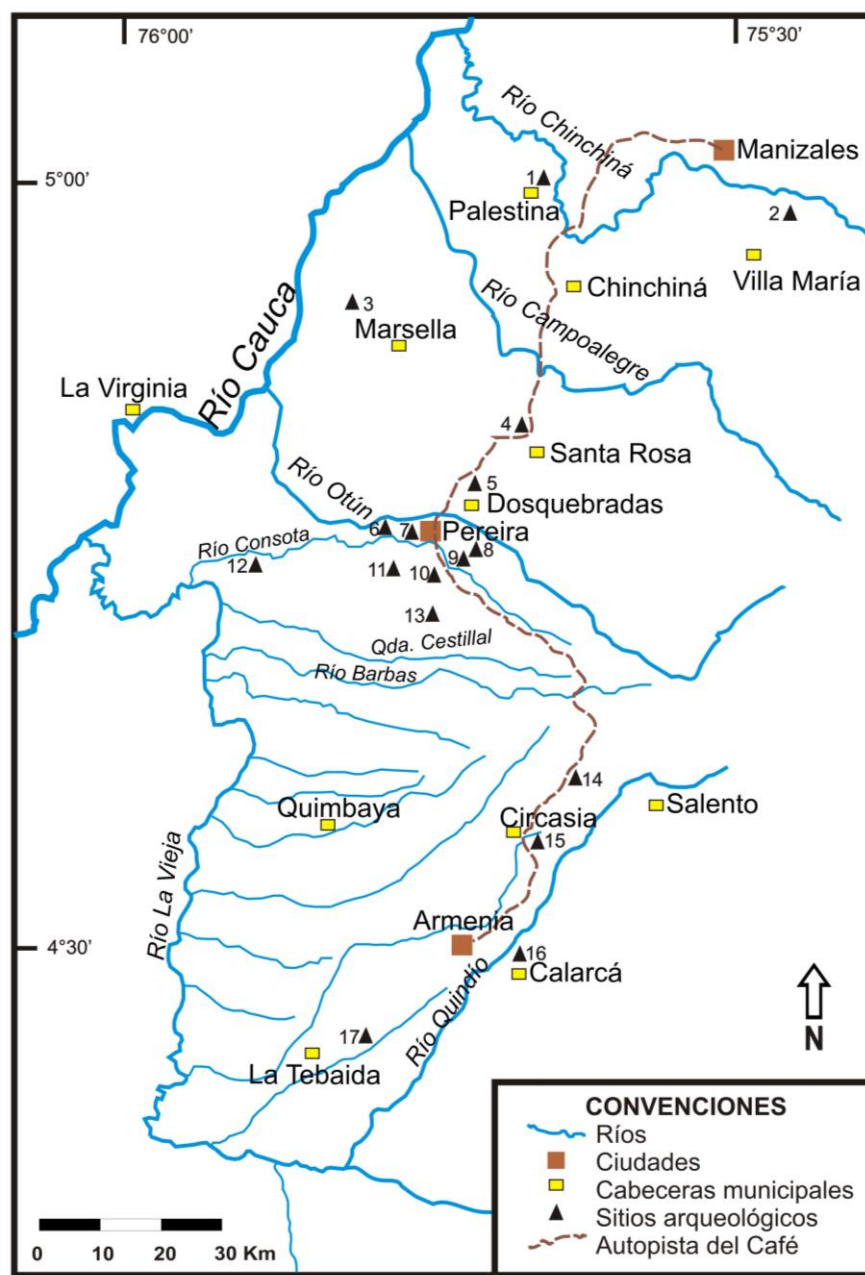 76°00'
75°30'
Río Chinchiná
Manizales
5°00'
1
Palestina
2
Villa María
Chinchiná
Río Cauca
3
Marsella
Río Campoalegre
La Virginia
4
Santa Rosa
5
Dosquebradas
Río Otún
6
7
Pereira
Río Consota
8
9
12
11
10
13
Qda. Cestillal
Río Barbas
14
Salento
Quimbaya
Circasia
15
Río La Vieja
Armenia
4°30'
16
Calarcá
Río Quindío
17
La Tebaida
N
CONVENCIONES
Ríos
Ciudades
Cabeceras municipales
Sitios arqueológicos
Autopista del Café
0 10 20 30 Km